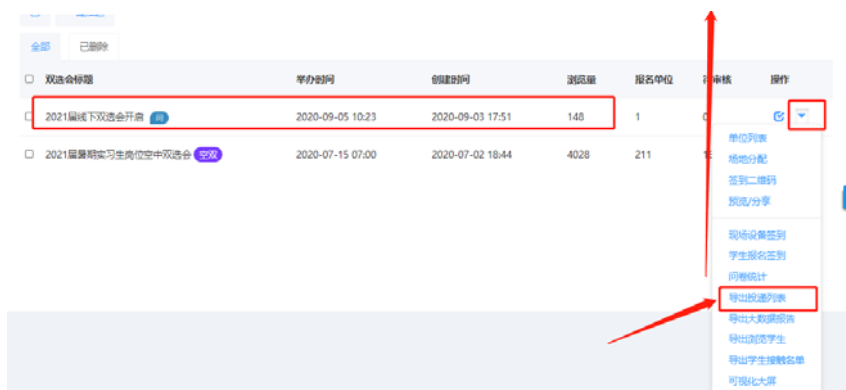 全部 已删除
双选会标题 举办时间 创建时间 浏览量 报名单位 审核 操作
2021届线下双选会开启 问 2020-09-05 10:23 2020-09-03 17:51 148 1 0
2021届暑期实习生岗位空中双选会 空双 2020-07-15 07:00 2020-07-02 18:44 4028 211
单位列表
场地分配
签到二维码
预览/分享
现场设备签到
学生报名签到
问卷统计
导出投递列表
导出大数据报告
导出浏览学生
导出学生接触名单
可视化大屏